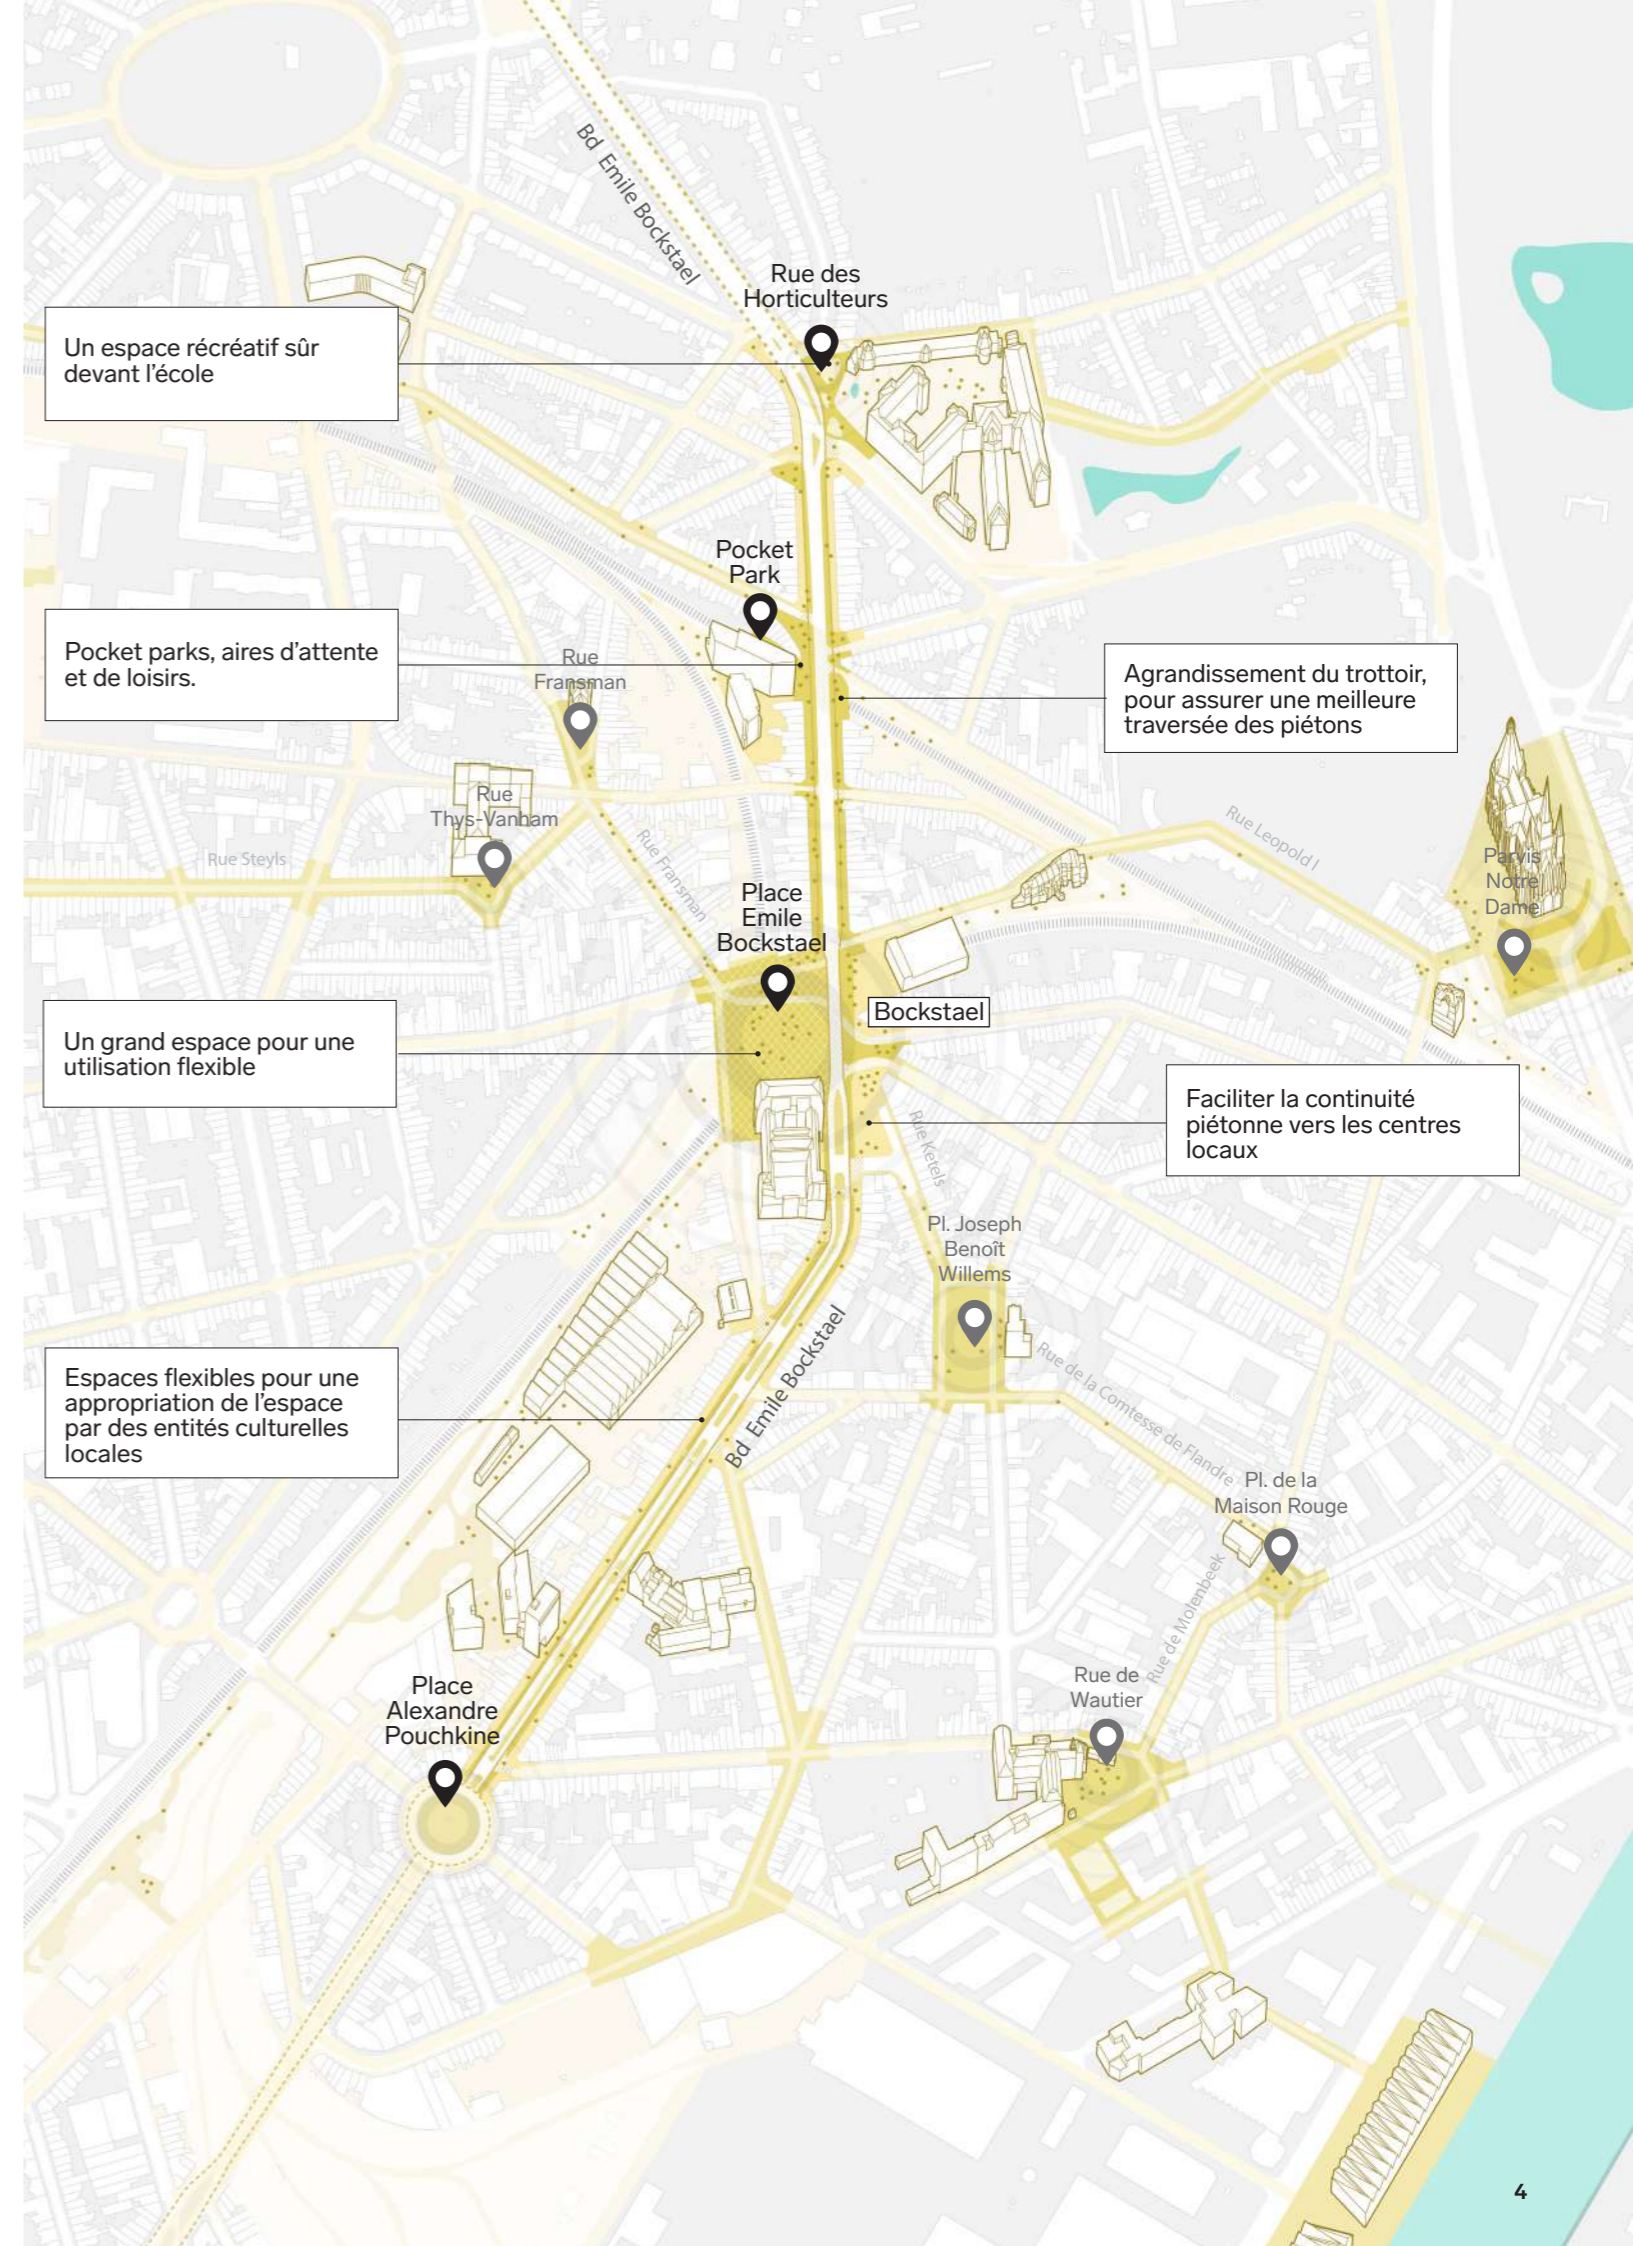 Bd Emile Bockstael
Rue des
Horticulteurs
Un espace récréatif sûr
devant l'école
Pocket
Park
Pocket parks, aires d'attente
et de loisirs.
Rue
Fransman
Agrandissement du trottoir,
pour assurer une meilleure
traversée des piétons
Rue
Thys-Vanham
Rue Steyls
Rue Fransman
Rue Leopold I
Parvis
Notre
Dame
Place
Emile
Bockstael
Bockstael
Un grand espace pour une
utilisation flexible
Faciliter la continuité
piétonne vers les centres
locaux
Rue Ketels
Pl. Joseph
Benoît
Willems
Bd Emile Bockstael
Rue de la Comtesse de Flandre
Espaces flexibles pour une
appropriation de l'espace
par des entités culturelles
locales
Pl. de la
Maison Rouge
Rue de Molenbeek
Rue de
Wautier
Place
Alexandre
Pouchkine
4